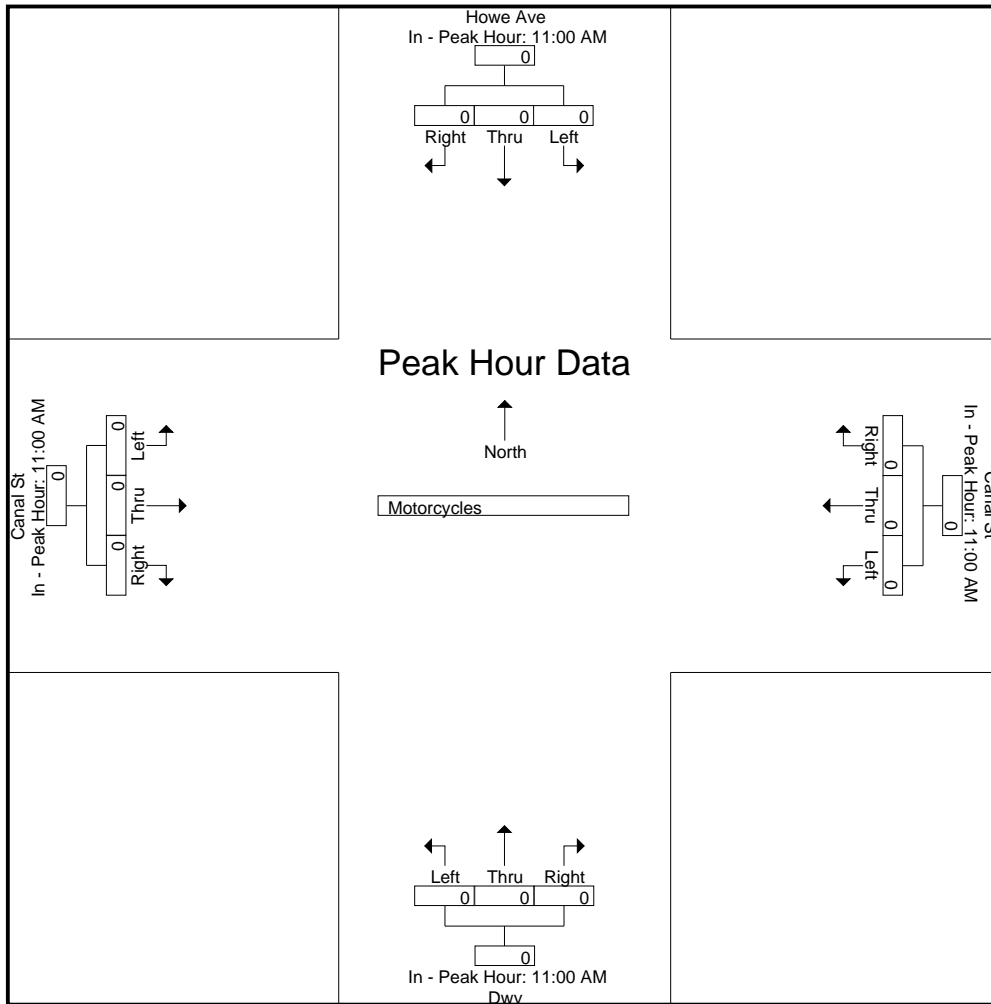 Howe Ave
In - Peak Hour: 11:00 AM
0
0 0 0
Right Thru Left
Peak Hour Data
North
Motorcycles
Canal St
In - Peak Hour: 11:00 AM
0
0 0 0
Left Thru Right
Canal St
In - Peak Hour: 11:00 AM
0
0 0 0
Right Thru Left
Left Thru Right
0 0 0
0
In - Peak Hour: 11:00 AM
Dwy